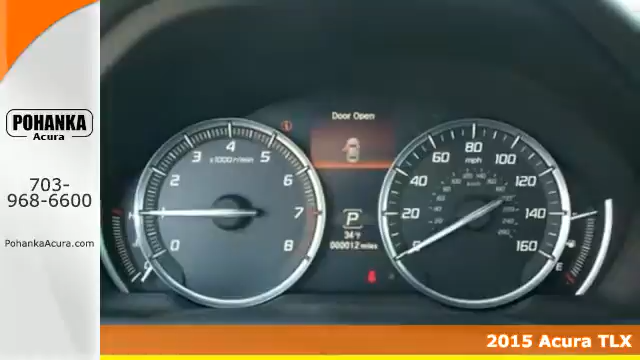 POHANKA
Acura
703-
968-6600
PohankaAcura.com
Door Open
x1000r/min
0
1
2
3
4
5
6
7
8
mph
0
20
40
60
80
100
120
140
160
km/h
P
34°F
000012 miles
E
2015 Acura TLX